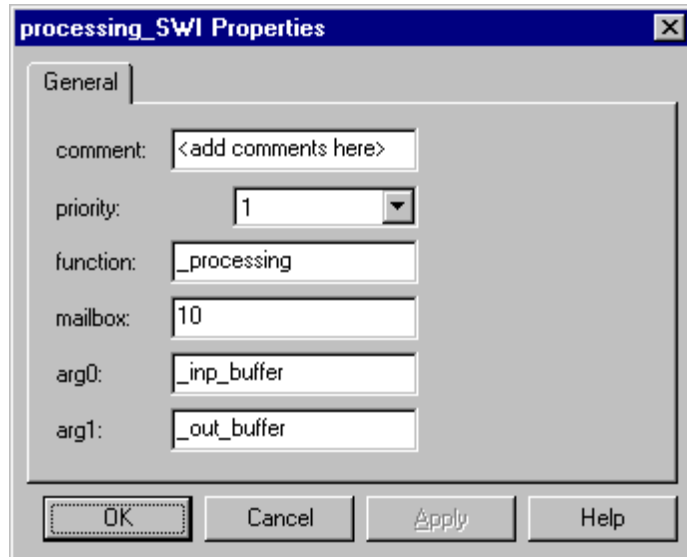 processing_SWI Properties
General
comment: <add comments here>
priority: 1
function: _processing
mailbox: 10
arg0: _inp_buffer
arg1: _out_buffer
OK Cancel Apply Help